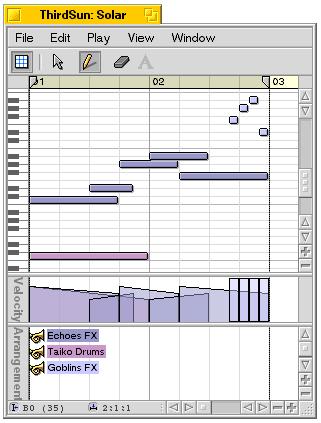 ThirdSun: Solar
File Edit Play View Window
A
01 02 03
Velocity
Arrangement
Echoes FX
Taiko Drums
Goblins FX
B0 (35) 2:1:1